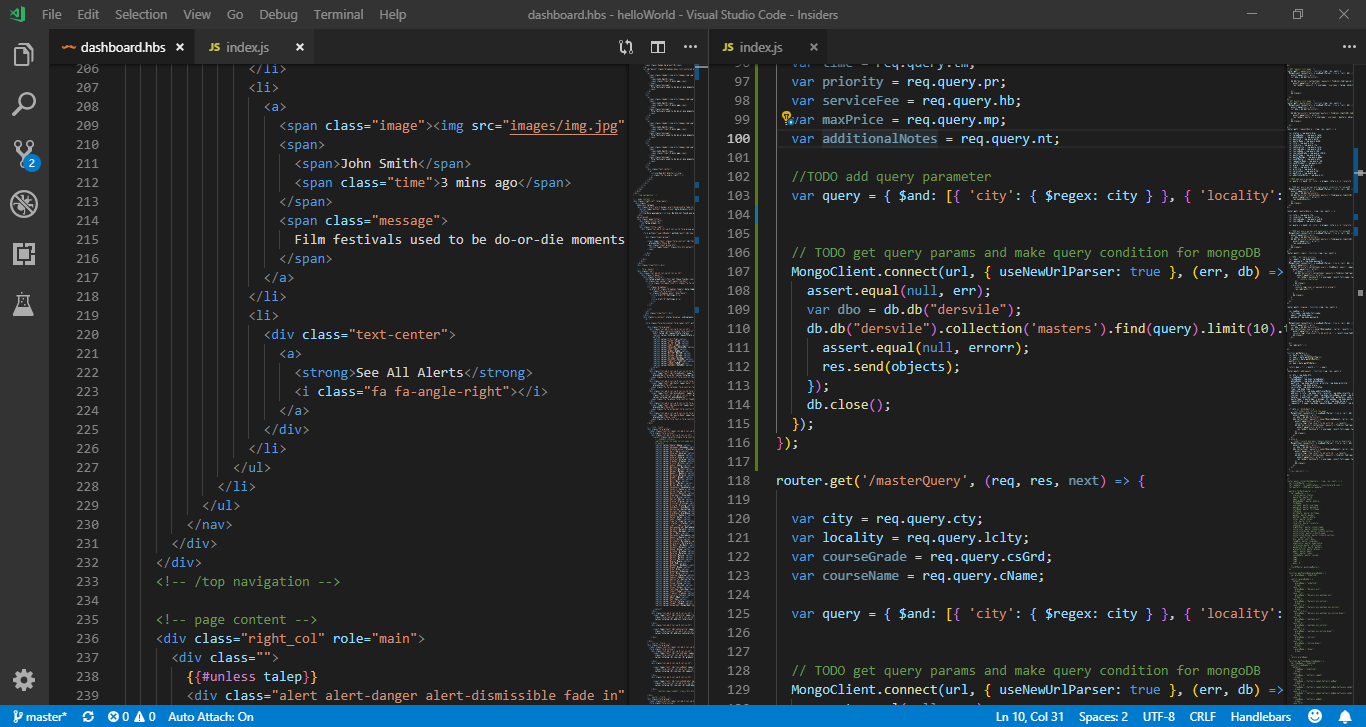 File Edit Selection View Go Debug Terminal Help dashboard.hbs - helloWorld - Visual Studio Code - Insiders
dashboard.hbs × JS index.js × ...
206 </li>
207 <li>
208 <a>
209 <span class="image"><img src="images/img.jpg"
210 <span>
211 <span>John Smith</span>
212 <span class="time">3 mins ago</span>
213 </span>
214 <span class="message">
215 Film festivals used to be do-or-die moments
216 </span>
217 </a>
218 </li>
219 <li>
220 <div class="text-center">
221 <a>
222 <strong>See All Alerts</strong>
223 <i class="fa fa-angle-right"></i>
224 </a>
225 </div>
226 </li>
227 </ul>
228 </li>
229 </ul>
230 </nav>
231 </div>
232 </div>
233 <!-- /top navigation -->
234
235 <!-- page content -->
236 <div class="right_col" role="main">
237 <div class="">
238 {{#unless talep}}
239 <div class="alert alert-danger alert-dismissible fade in"
JS index.js × ...
96 var time = req.query.tm;
97 var priority = req.query.pr;
98 var serviceFee = req.query.hb;
99 var maxPrice = req.query.mp;
100 var additionalNotes = req.query.nt;
101
102 //TODO add query parameter
103 var query = { $and: [{ 'city': { $regex: city } }, { 'locality':
104
105
106 // TODO get query params and make query condition for mongoDB
107 MongoClient.connect(url, { useNewUrlParser: true }, (err, db) =>
108 assert.equal(null, err);
109 var dbo = db.db("dersvile");
110 db.db("dersvile").collection('masters').find(query).limit(10).
111 assert.equal(null, errorr);
112 res.send(objects);
113 });
114 db.close();
115 });
116 });
117
118 router.get('/masterQuery', (req, res, next) => {
119
120 var city = req.query.cty;
121 var locality = req.query.lclty;
122 var courseGrade = req.query.csGrd;
123 var courseName = req.query.cName;
124
125 var query = { $and: [{ 'city': { $regex: city } }, { 'locality':
126
127
128 // TODO get query params and make query condition for mongoDB
129 MongoClient.connect(url, { useNewUrlParser: true }, (err, db) =>
2
master* 0 0 Auto Attach: On Ln 10, Col 31 Spaces: 2 UTF-8 CRLF Handlebars